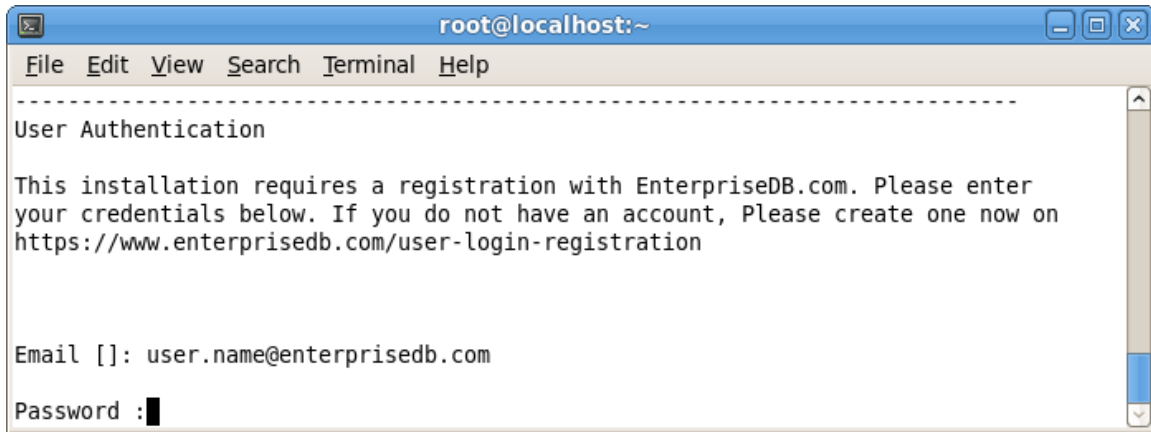 root@localhost:~
File Edit View Search Terminal Help
-----------------------------------------------------------------------------
User Authentication
This installation requires a registration with EnterpriseDB.com. Please enter
your credentials below. If you do not have an account, Please create one now on
https://www.enterprisedb.com/user-login-registration
Email []: user.name@enterprisedb.com
Password :